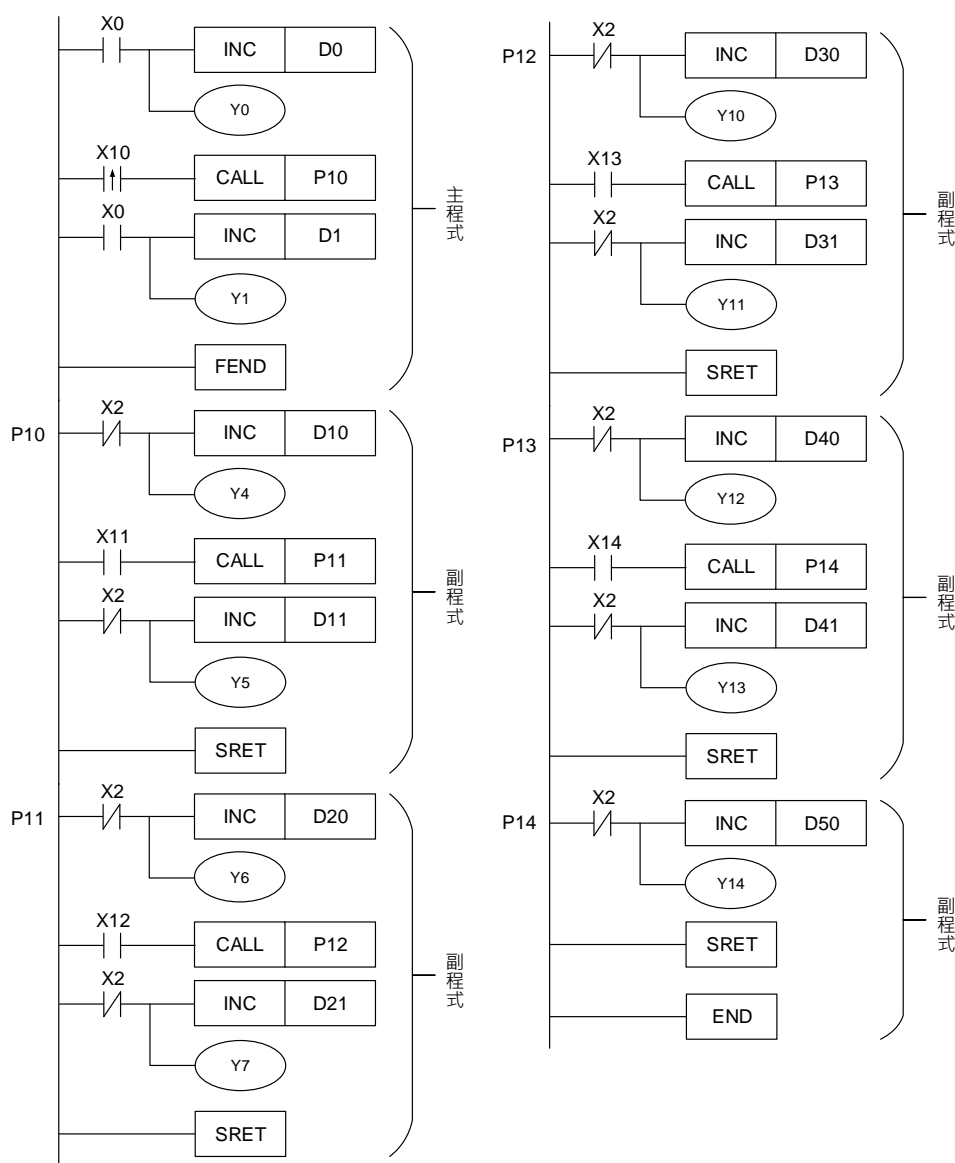 X0
INC D0
Y0
X10
CALL P10
X0
INC D1
Y1
FEND
主程式
P10
X2
INC D10
Y4
X11
CALL P11
X2
INC D11
Y5
SRET
副程式
P11
X2
INC D20
Y6
X12
CALL P12
X2
INC D21
Y7
SRET
副程式
P12
X2
INC D30
Y10
X13
CALL P13
X2
INC D31
Y11
SRET
副程式
P13
X2
INC D40
Y12
X14
CALL P14
X2
INC D41
Y13
SRET
副程式
P14
X2
INC D50
Y14
SRET
END
副程式